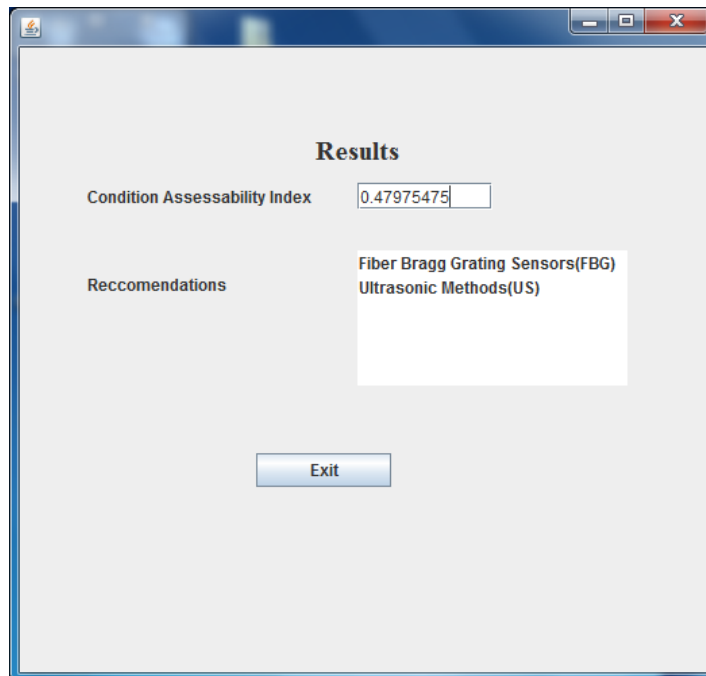 Results
Condition Assessability Index 0.47975475
Reccomendations
Fiber Bragg Grating Sensors(FBG)
Ultrasonic Methods(US)
Exit